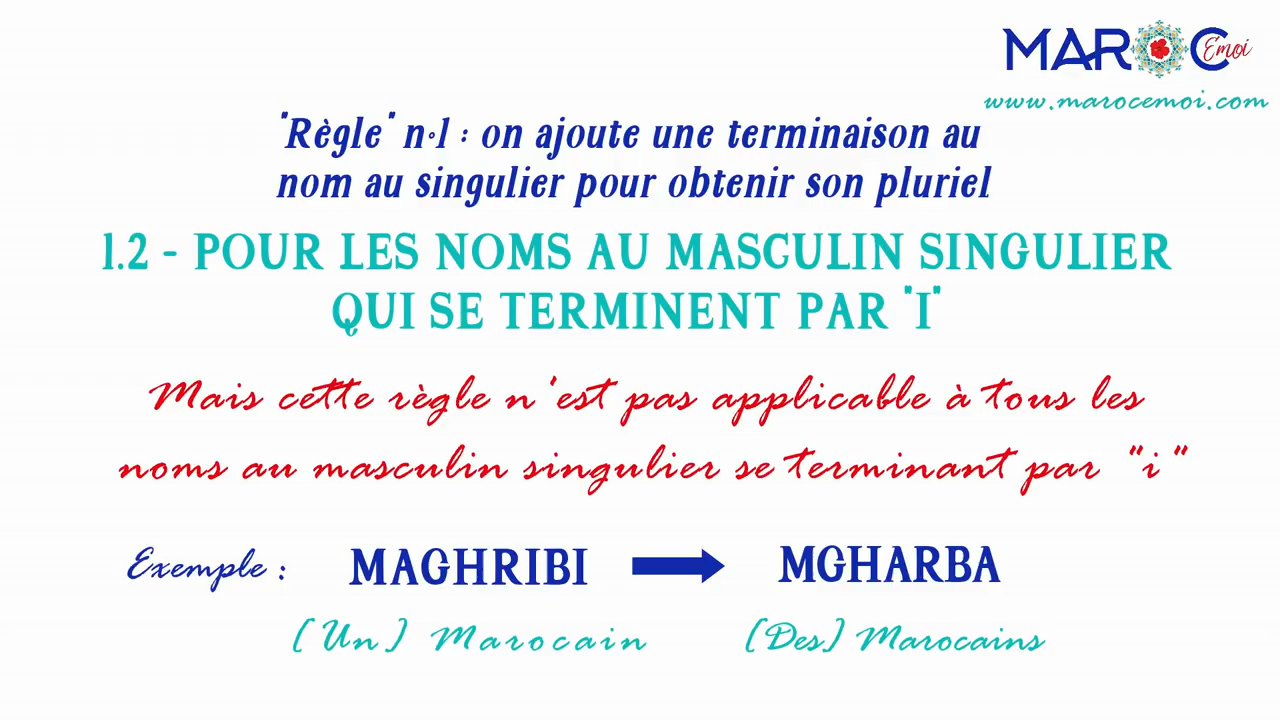 MAROC Emoi
www.marocemoi.com
"Règle" n°1 : on ajoute une terminaison au
nom au singulier pour obtenir son pluriel
1.2 - POUR LES NOMS AU MASCULIN SINGULIER
QUI SE TERMINENT PAR "I"
Mais cette règle n'est pas applicable à tous les
noms au masculin singulier se terminant par "i"
Exemple : MAGHRIBI MGHARBA
(Un) Marocain (Des) Marocains